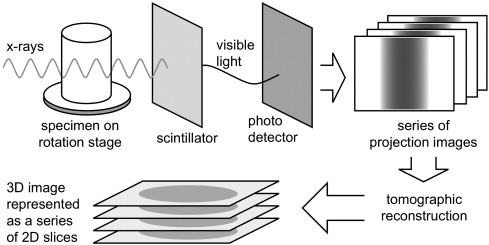 x-rays
specimen on
rotation stage
scintillator
visible
light
photo
detector
series of
projection images
tomographic
reconstruction
3D image
represented
as a series
of 2D slices